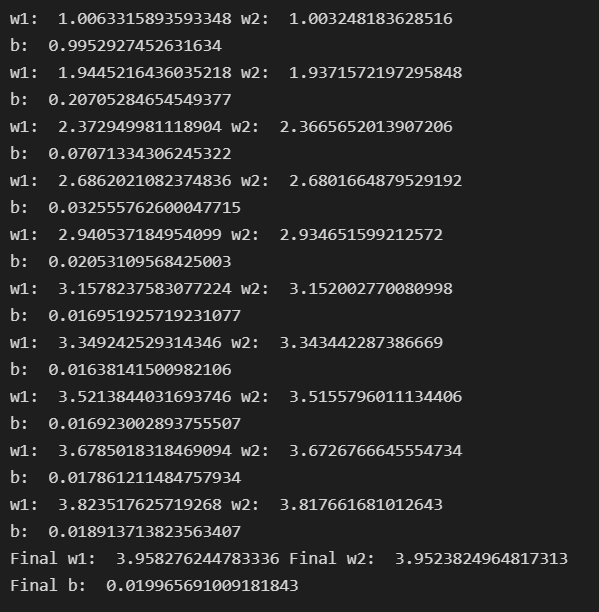 w1:  1.0063315893593348 w2:  1.003248183628516
b:  0.9952927452631634
w1:  1.9445216436035218 w2:  1.9371572197295848
b:  0.20705284654549377
w1:  2.372949981118904 w2:  2.3665652013907206
b:  0.07071334306245322
w1:  2.6862021082374836 w2:  2.6801664879529192
b:  0.032555762600047715
w1:  2.940537184954099 w2:  2.934651599212572
b:  0.02053109568425003
w1:  3.1578237583077224 w2:  3.152002770080998
b:  0.016951925719231077
w1:  3.349242529314346 w2:  3.343442287386669
b:  0.01638141500982106
w1:  3.5213844031693746 w2:  3.5155796011134406
b:  0.016923002893755507
w1:  3.6785018318469094 w2:  3.6726766645554734
b:  0.017861211484757934
w1:  3.823517625719268 w2:  3.817661681012643
b:  0.018913713823563407
Final w1:  3.958276244783336 Final w2:  3.9523824964817313
Final b:  0.019965691009181843